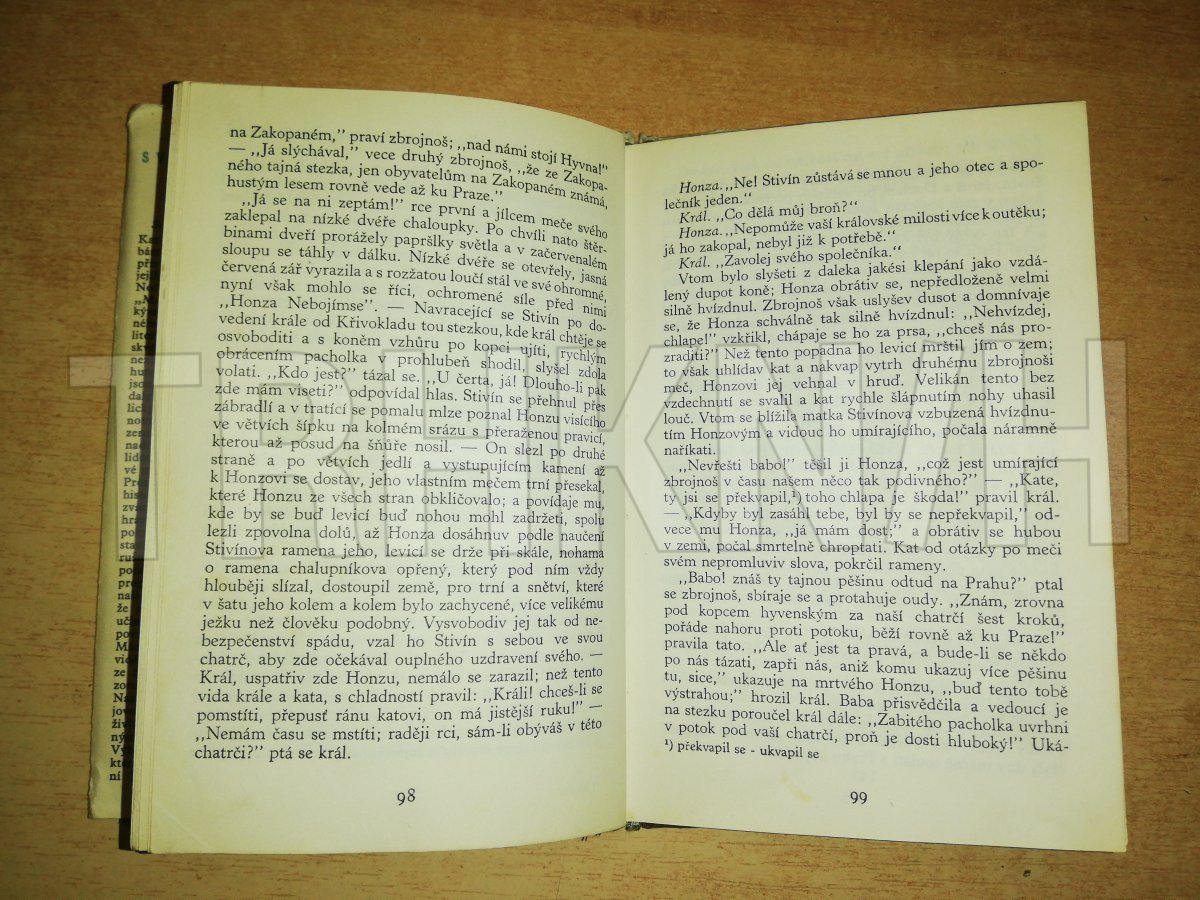 na Zakopaném,” praví zbrojnoš; ,,nad námi stojí Hyvna!”
— ,,Já slýchával,” vece druhý zbrojnoš, ,,že ze Zakopa-
ného tajná stezka, jen obyvatelům na Zakopaném známá,
hustým lesem rovně vede až ku Praze.”
,,Já se na ni zeptám!” rce první a jílcem meče svého
zaklepal na nízké dvéře chaloupky. Po chvíli nato štěr-
binami dveří prorážely papršlky světla a v začervenalém
sloupu se táhly v dálku. Nízké dvéře se otevřely, jasná
červená zář vyrazila a s rozžatou loučí stál ve své ohromné,
nyní však mohlo se říci, ochromené síle před nimi
,,Honza Nebojímse”. — Navracející se Stivín po do-
vedení krále od Křivokladu tou stezkou, kde král chtěje se
osvoboditi a s koněm vzhůru po kopci ujíti, rychlým
obrácením pacholka v prohlubeň shodil, slyšel zdola
volati. ,,Kdo jest?” tázal se. ,,U čerta, já! Dlouho-li pak
zde mám viseti?” odpovídal hlas. Stivín se přehnul přes
zábradlí a v tratící se pomalu mlze poznal Honzu visícího
ve větvích šípku na kolmém srázu s přeraženou pravicí,
kterou až posud na šňůře nosil. — On slezl po druhé
straně a po větvích jedlí a vystupujícím kamení až
k Honzovi se dostav, jeho vlastním mečem trní přesekal,
které Honzu ze všech stran obkličovalo; a povídaje mu,
kde by se buď levicí buď nohou mohl zadržeti, spolu
lezli zpovolna dolů, až Honza dosáhnuv podle naučení
Stivínova ramena jeho, levicí se drže při skále, nohama
o ramena chalupníkova opřený, který pod ním vždy
hlouběji slízal, dostoupil země, pro trní a snětví, které
v šatu jeho kolem a kolem bylo zachycené, více velikému
ježku než člověku podobný. Vysvobodiv jej tak od ne-
bezpečenství spádu, vzal ho Stivín s sebou ve svou
chatrč, aby zde očekával ouplného uzdravení svého. —
Král, uspatřiv zde Honzu, nemálo se zarazil; než tento
vida krále a kata, s chladností pravil: ,,Králi! chceš-li se
pomstíti, přepusť ránu katovi, on má jistější ruku!” —
,,Nemám času se mstíti; raději rci, sám-li obýváš v této
chatrči?” ptá se král.
98
Honza. ,,Ne! Stivín zůstává se mnou a jeho otec a spo-
lečník jeden.“
Král. ,,Co dělá můj broň?“
Honza. ,,Nepomůže vaší královské milosti více k outěku;
já ho zakopal, nebyl již k potřebě.“
Král. ,,Zavolej svého společníka.“
Vtom bylo slyšeti z daleka jakési klepání jako vzdá-
lený dupot koně; Honza obrátiv se, nepředloženě velmi
silně hvízdnul. Zbrojnoš však uslyšev dusot a domnívaje
se, že Honza schválně tak silně hvízdnul: ,,Nehvízdej,
chlape!” vzkřikl, chápaje se ho za prsa, ,,chceš nás pro-
zraditi?” Než tento popadna ho levicí mrštil jím o zem;
to však uhlídav kat a nakvap vytrh druhému zbrojnoši
meč, Honzovi jej vehnal v hruď. Velikán tento bez
vzdechnutí se svalil a kat rychle šlápnutím nohy uhasil
louč. Vtom se blížila matka Stivínova vzbuzená hvízdnu-
tím Honzovým a vidouc ho umírajícího, počala náramně
naříkati.
,,Nevřešti babo!” těšil ji Honza, ,,což jest umírající
zbrojnoš v času našem něco tak podivného?” — ,,Kate,
ty jsi se překvapil,¹) toho chlapa je škoda!” pravil král.
— ,,Kdyby byl zasáhl tebe, byl by se nepřekvapil,” od-
vece mu Honza, ,,já mám dost;” a obrátiv se hubou
v zemi, počal smrtelně chroptati. Kat od otázky po meči
svém nepromluviv slova, pokrčil rameny.
,,Babo! znáš ty tajnou pěšinu odtud na Prahu?” ptal
se zbrojnoš, sbíraje se a protahuje oudy. ,,Znám, zrovna
pod kopcem hyvenským za naší chatrčí šest kroků,
pořáde nahoru proti potoku, běží rovně až ku Praze!”
pravila tato. ,,Ale ať jest ta pravá, a bude-li se někdo
po nás tázati, zapři nás, aniž komu ukazuj více pěšinu
tu, sice,” ukazuje na mrtvého Honzu, ,,buď tento tobě
výstrahou;” hrozil král. Baba přisvědčila a vedoucí je
na stezku poroučel král dále: ,,Zabitého pacholka uvrhni
v potok pod vaší chatrčí, proň je dosti hluboký!” Uká-
¹) překvapil se - ukvapil se
99
TRHKNIH